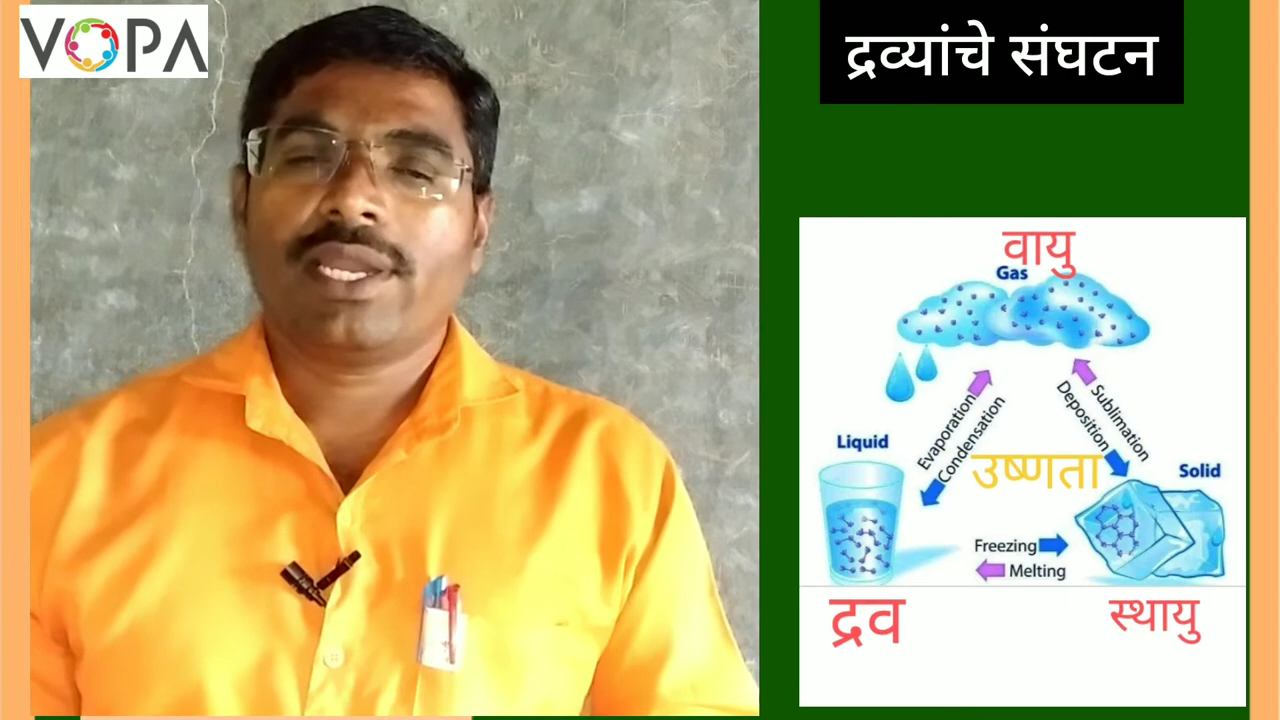 VOPA
द्रव्यांचे संघटन
वायु
Gas
Evaporation
Condensation
Sublimation
Deposition
Liquid
उष्णता
Solid
Freezing
Melting
द्रव
स्थायु